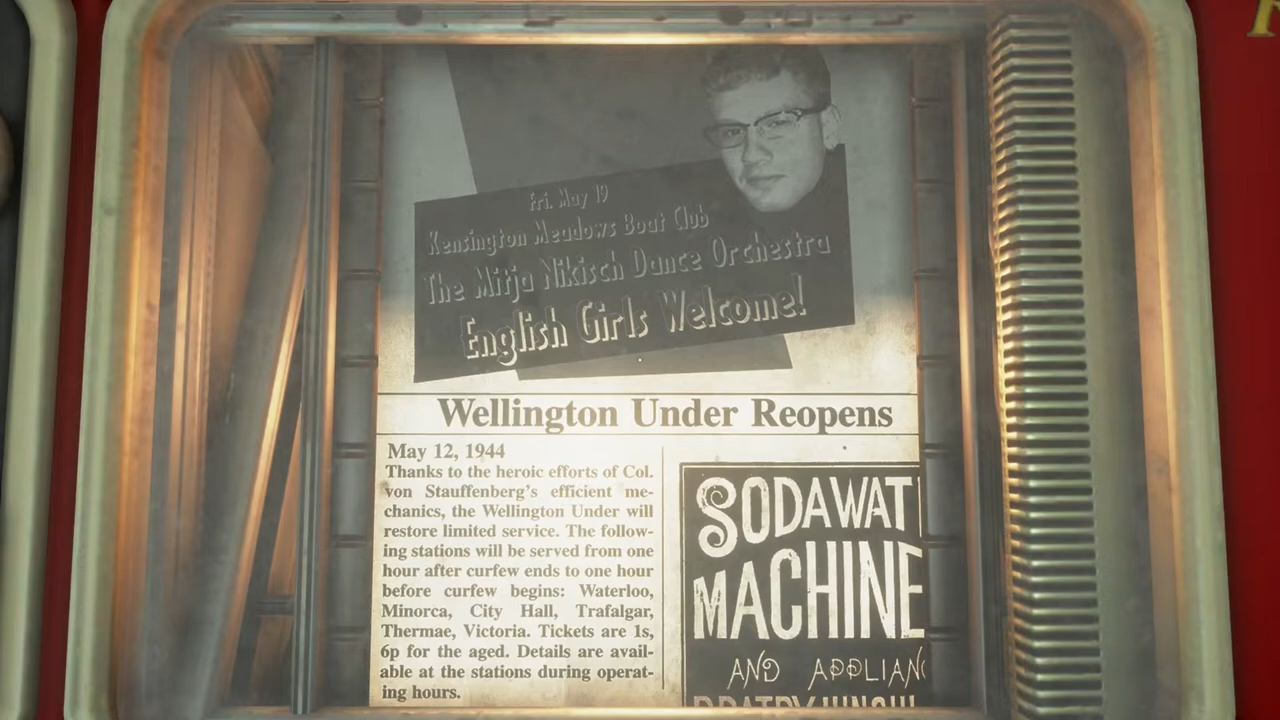 Fri. May 19
Kensington Meadows Boat Club
The Mitja Nikisch Dance Orchestra
English Girls Welcome!
Wellington Under Reopens
May 12, 1944
Thanks to the heroic efforts of Col.
von Stauffenberg's efficient me-
chanics, the Wellington Under will
restore limited service. The follow-
ing stations will be served from one
hour after curfew ends to one hour
before curfew begins: Waterloo,
Minorca, City Hall, Trafalgar,
Thermae, Victoria. Tickets are 1s,
6p for the aged. Details are avail-
able at the stations during operat-
ing hours.
SODAWAT
MACHINE
AND APPLIAN